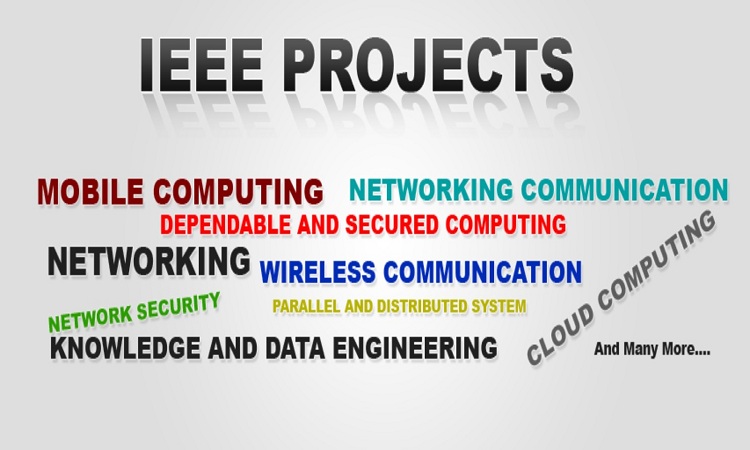 IEEE PROJECTS
MOBILE COMPUTING
NETWORKING COMMUNICATION
DEPENDABLE AND SECURED COMPUTING
NETWORKING
WIRELESS COMMUNICATION
CLOUD COMPUTING
NETWORK SECURITY
PARALLEL AND DISTRIBUTED SYSTEM
KNOWLEDGE AND DATA ENGINEERING
And Many More....